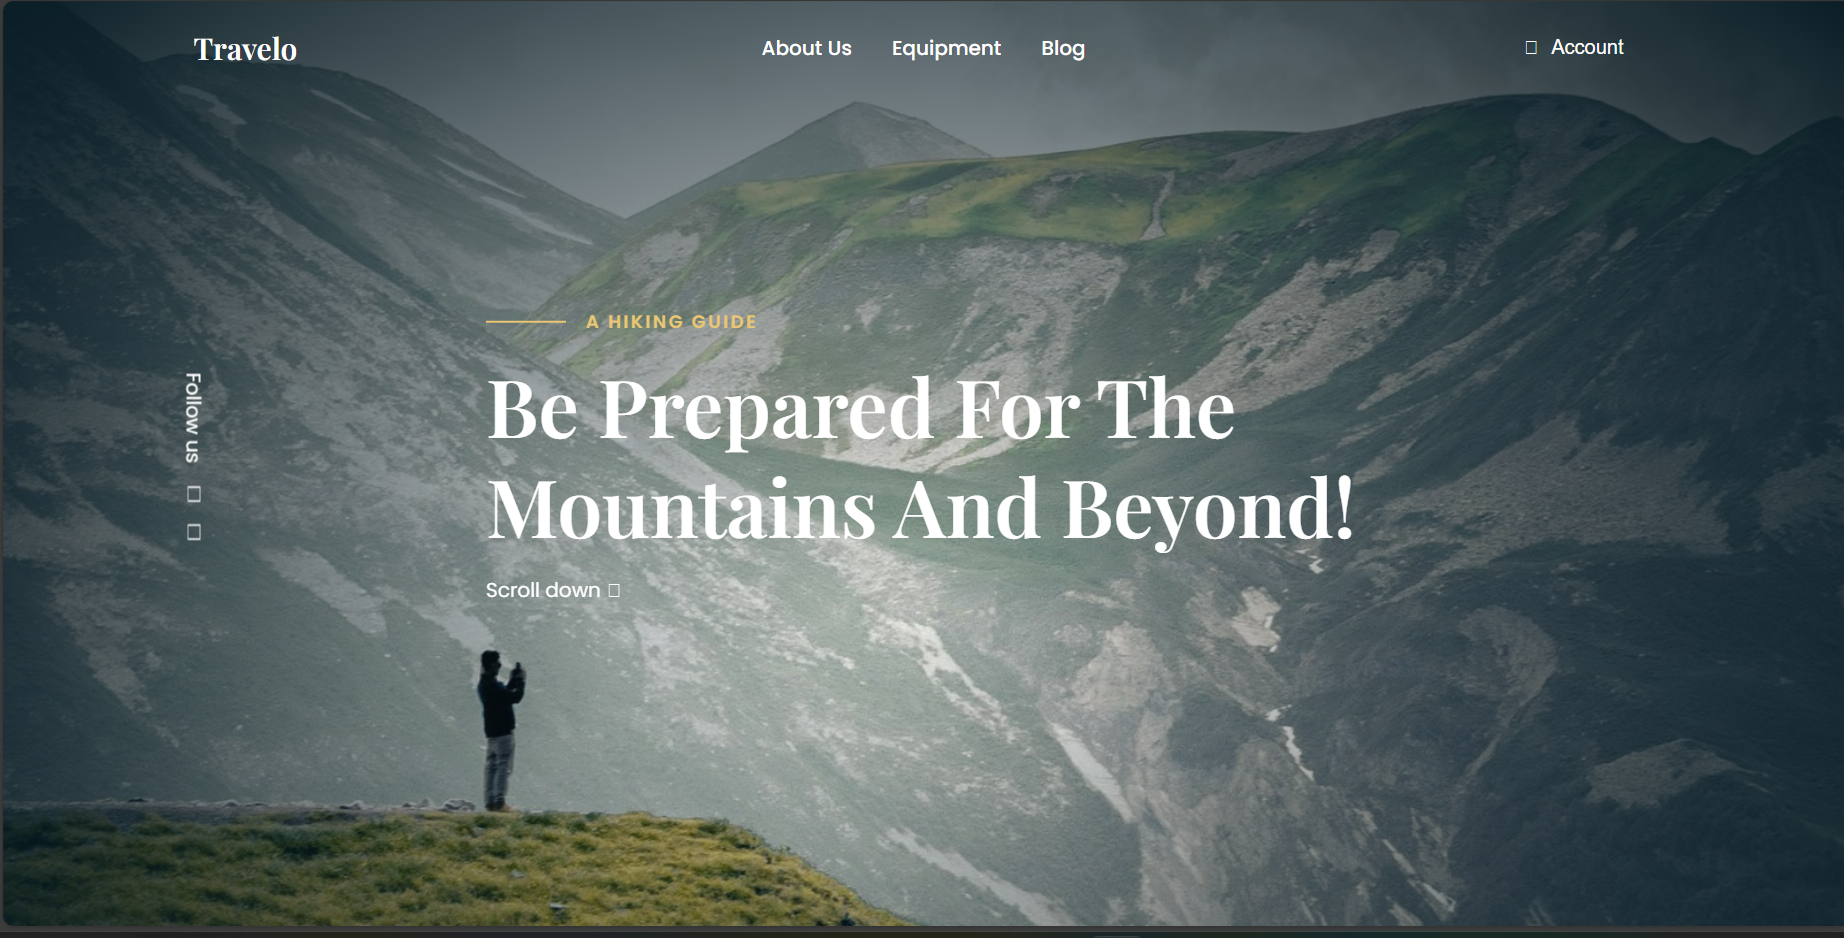 Travelo
About Us
Equipment
Blog
Account
A HIKING GUIDE
Follow us
Be Prepared For The
Mountains And Beyond!
Scroll down